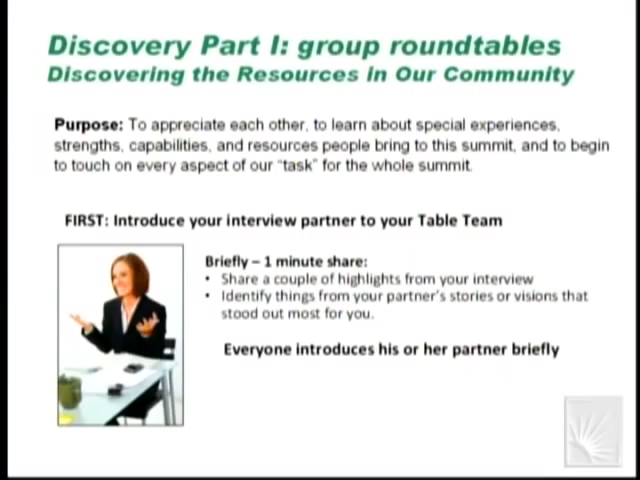 Discovery Part I: group roundtables
Discovering the Resources in Our Community
Purpose: To appreciate each other, to learn about special experiences,
strengths, capabilities, and resources people bring to this summit, and to begin
to touch on every aspect of our “task” for the whole summit.
FIRST: Introduce your interview partner to your Table Team
Briefly – 1 minute share:
• Share a couple of highlights from your interview
• Identify things from your partner's stories or visions that
stood out most for you.
Everyone introduces his or her partner briefly